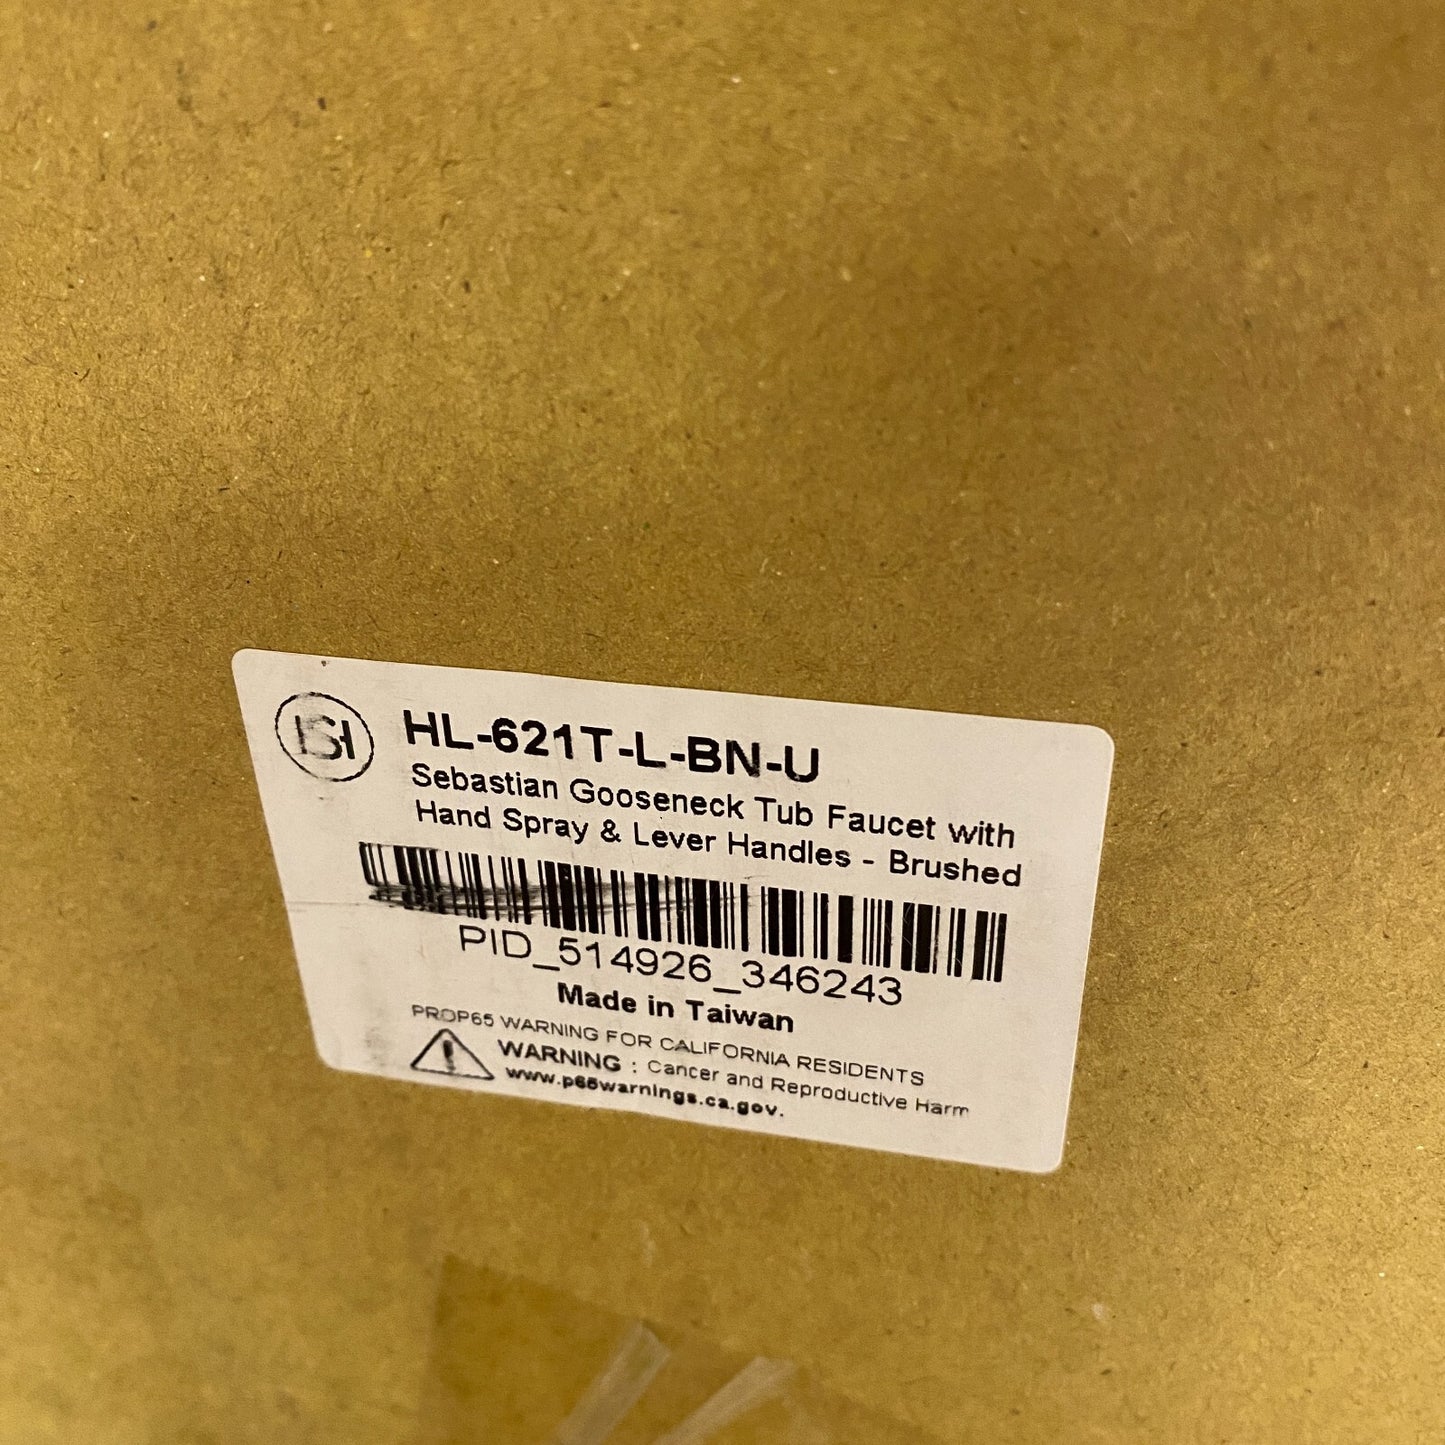 SH
HL-621T-L-BN-U
Sebastian Gooseneck Tub Faucet with
Hand Spray & Lever Handles - Brushed
PID_514926_346243
Made in Taiwan
PROP65 WARNING FOR CALIFORNIA RESIDENTS
WARNING : Cancer and Reproductive Harm
www.p65warnings.ca.gov.